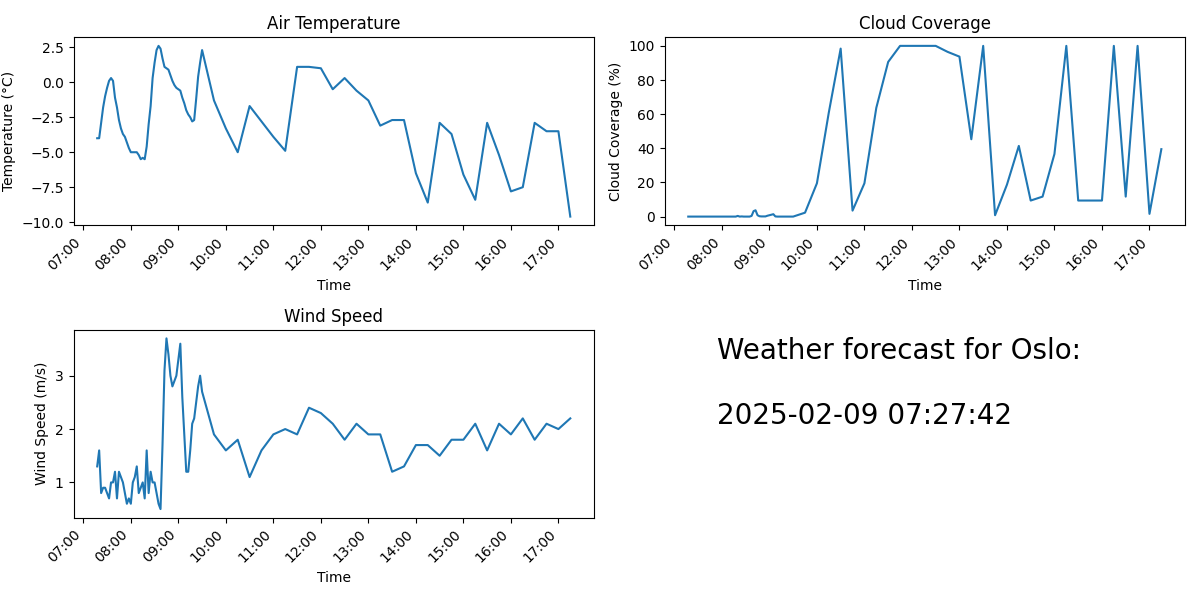 Air Temperature
Temperature (°C)
2.5
0.0
−2.5
−5.0
−7.5
−10.0
07:00 08:00 09:00 10:00 11:00 12:00 13:00 14:00 15:00 16:00 17:00
Time
Cloud Coverage
Cloud Coverage (%)
100
80
60
40
20
0
07:00 08:00 09:00 10:00 11:00 12:00 13:00 14:00 15:00 16:00 17:00
Time
Wind Speed
Wind Speed (m/s)
3
2
1
07:00 08:00 09:00 10:00 11:00 12:00 13:00 14:00 15:00 16:00 17:00
Time
Weather forecast for Oslo:
2025-02-09 07:27:42